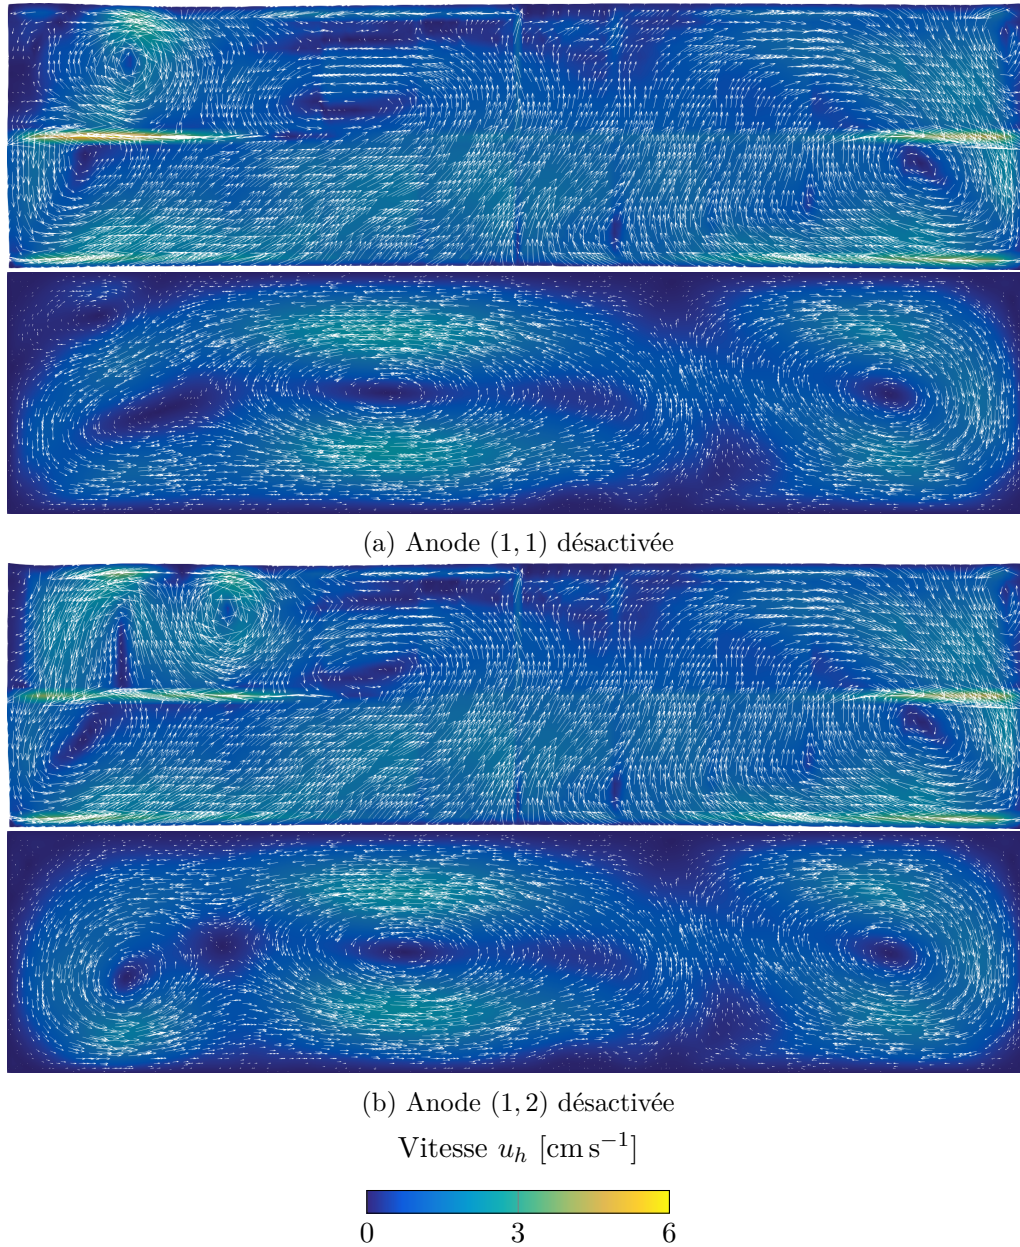 (a) Anode (1, 1) désactivée
(b) Anode (1, 2) désactivée
Vitesse u_h [cm s⁻¹]
0 3 6